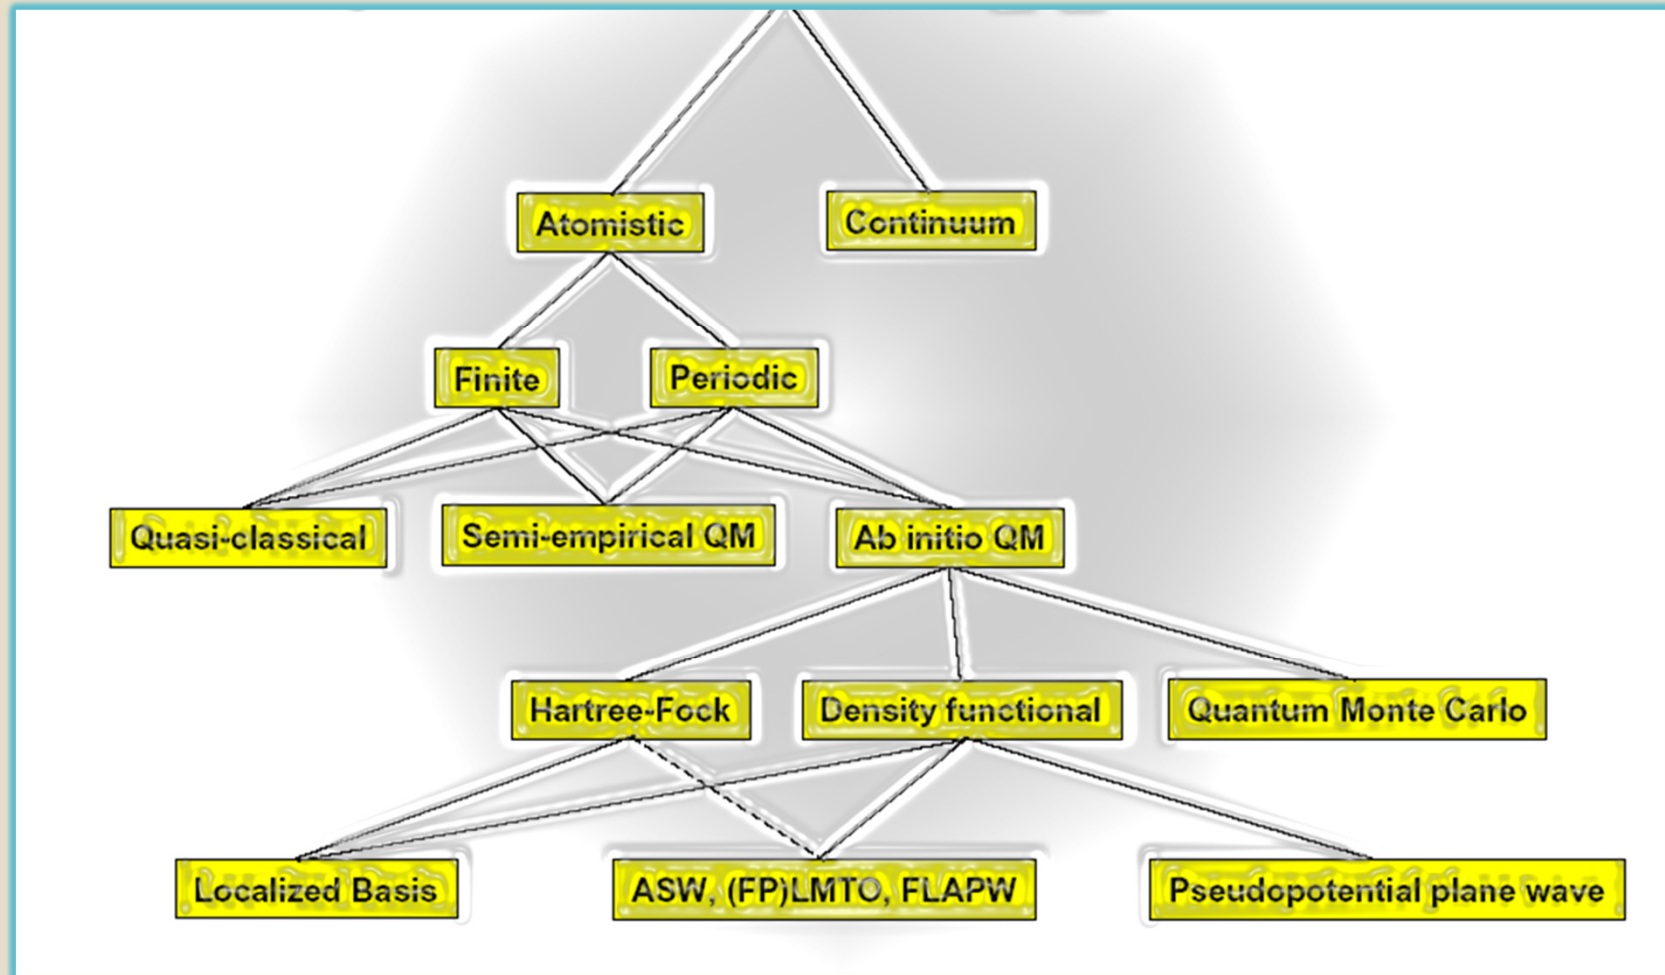 Atomistic
Continuum
Finite
Periodic
Quasi-classical
Semi-empirical QM
Ab initio QM
Hartree-Fock
Density functional
Quantum Monte Carlo
Localized Basis
ASW, (FP)LMTO, FLAPW
Pseudopotential plane wave